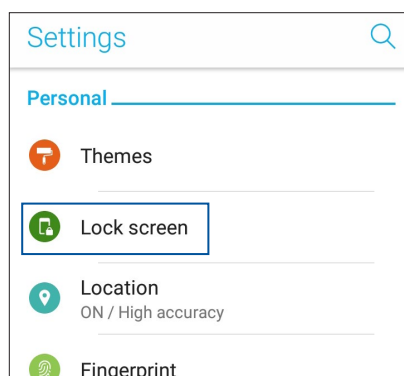 Settings
Personal
Themes
Lock screen
Location
ON / High accuracy
Fingerprint